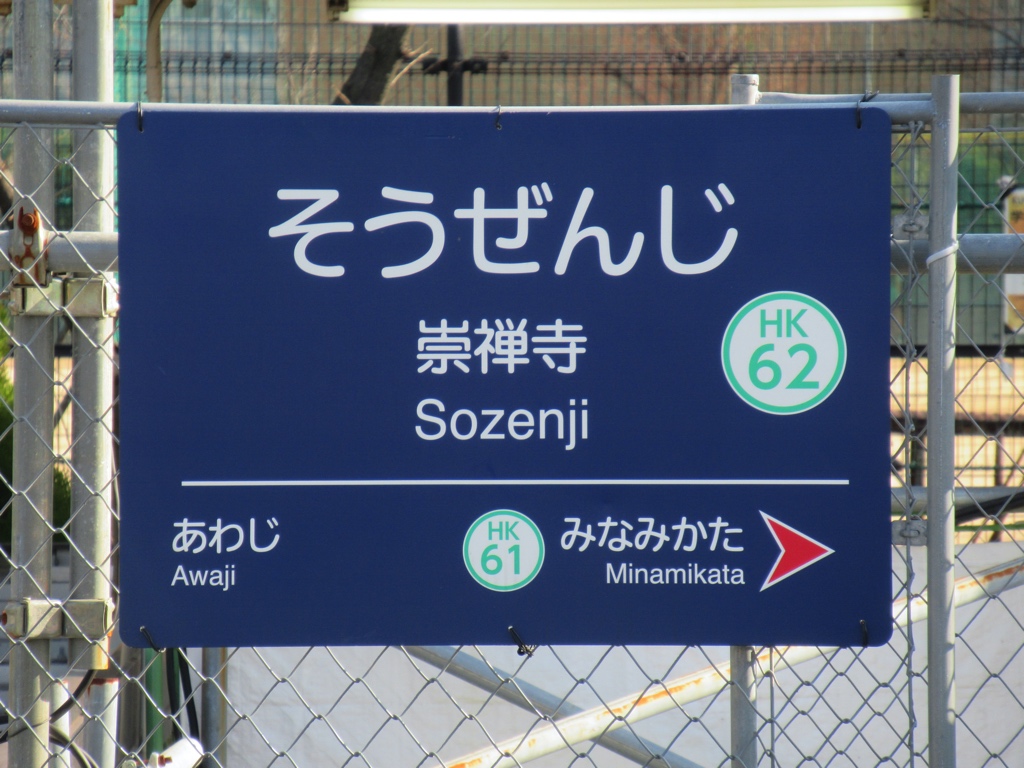 そうぜんじ
崇禅寺
Sozenji
HK
62
あわじ
Awaji
HK
61
みなみかた
Minamikata